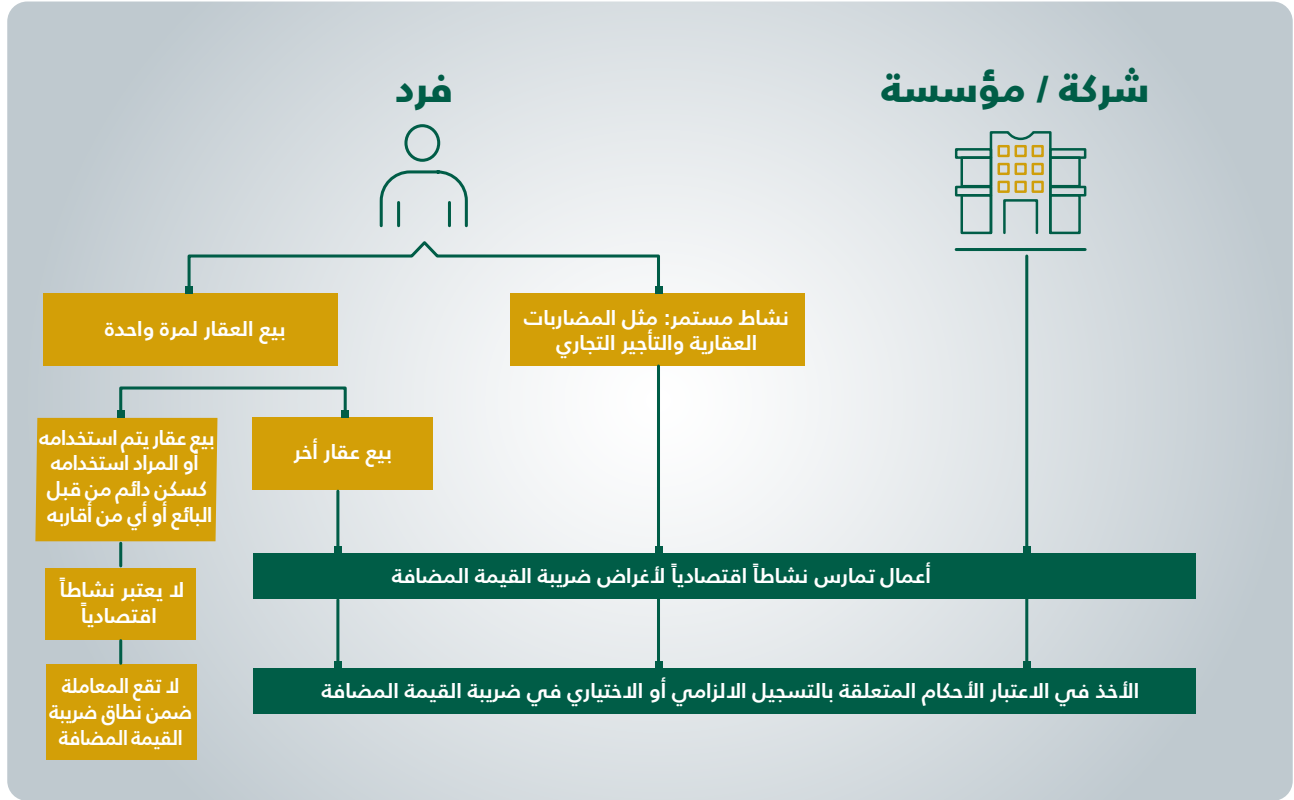 شركة / مؤسسة
فرد
نشاط مستمر: مثل المضاربات
العقارية والتأجير التجاري
بيع العقار لمرة واحدة
بيع عقار أخر
بيع عقار يتم استخدامه
أو المراد استخدامه
كسكن دائم من قبل
البائع أو أي من أقاربه
أعمال تمارس نشاطاً اقتصادياً لأغراض ضريبة القيمة المضافة
لا يعتبر نشاطاً
اقتصادياً
الأخذ في الاعتبار الأحكام المتعلقة بالتسجيل الالزامي أو الاختياري في ضريبة القيمة المضافة
لا تقع المعاملة
ضمن نطاق ضريبة
القيمة المضافة